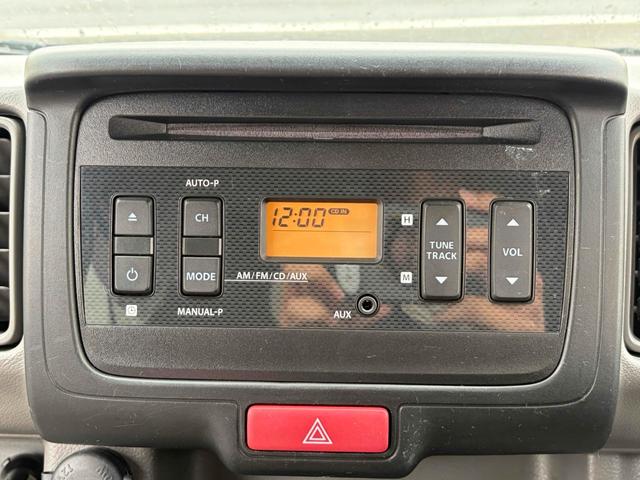 AUTO-P
CH
MODE
MANUAL-P
12:00 CD IN
AM/FM/CD/AUX
AUX
H
M
TUNE
TRACK
VOL